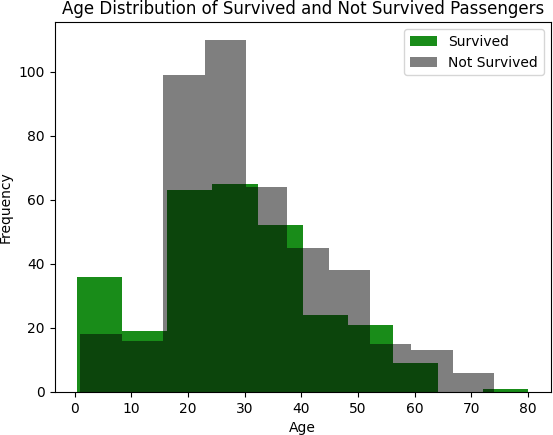 Age Distribution of Survived and Not Survived Passengers
Survived
Not Survived
100
80
60
40
20
0
Frequency
0 10 20 30 40 50 60 70 80
Age